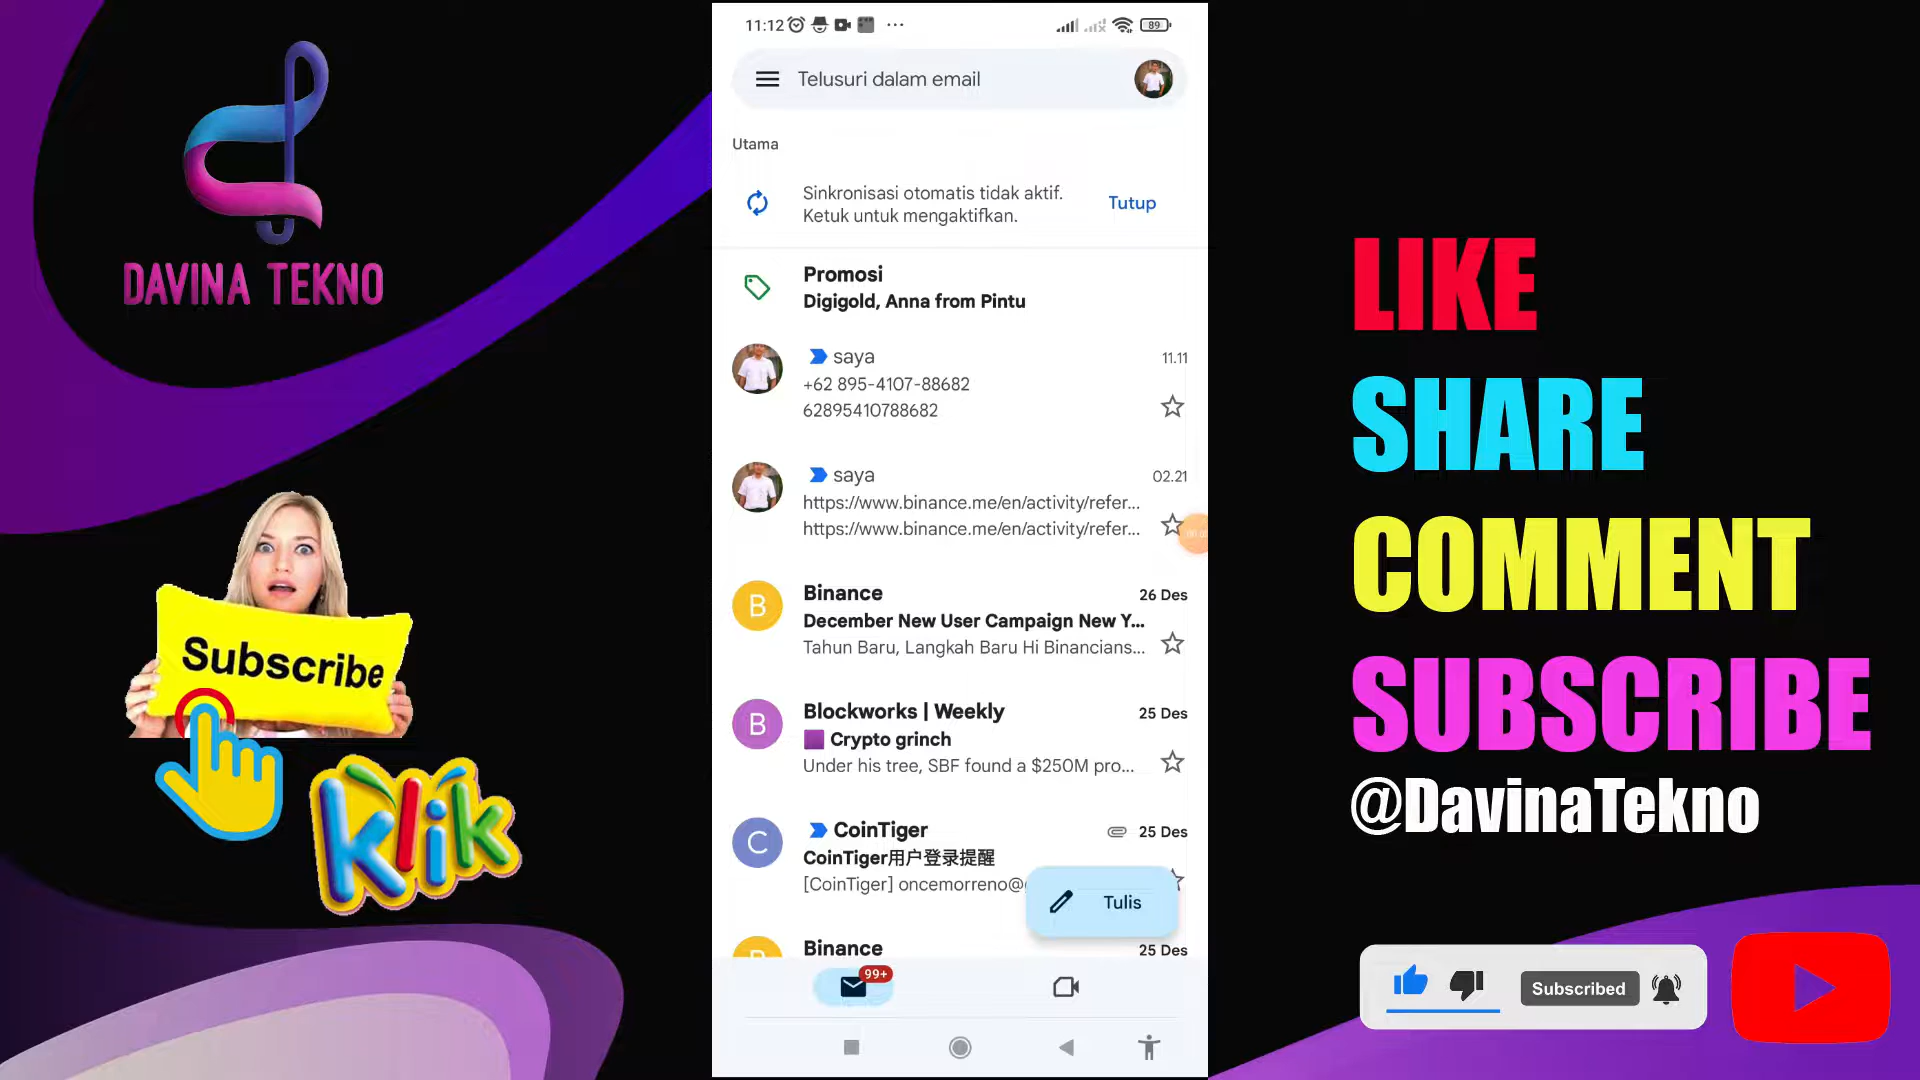 DAVINA TEKNO
Subscribe
klik
11:12
89
Telusuri dalam email
Utama
Sinkronisasi otomatis tidak aktif.
Ketuk untuk mengaktifkan.
Tutup
Promosi
Digigold, Anna from Pintu
saya
11.11
+62 895-4107-88682
62895410788682
saya
02.21
https://www.binance.me/en/activity/refer...
https://www.binance.me/en/activity/refer...
B
Binance
26 Des
December New User Campaign New Y...
Tahun Baru, Langkah Baru Hi Binancians...
B
Blockworks | Weekly
25 Des
Crypto grinch
Under his tree, SBF found a $250M pro...
C
CoinTiger
25 Des
CoinTiger用户登录提醒
[CoinTiger] oncemorreno@
Tulis
Binance
25 Des
99+
LIKE
SHARE
COMMENT
SUBSCRIBE
@DavinaTekno
Subscribed